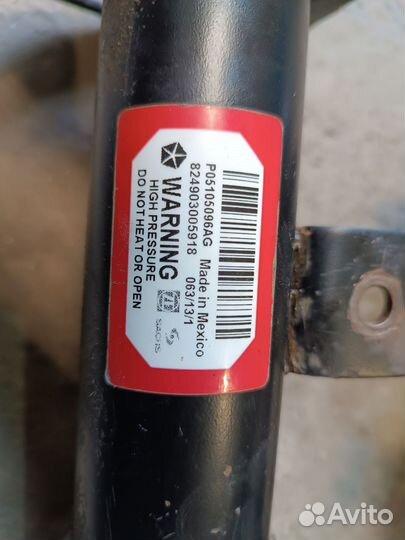 P05105096AG Made in Mexico
824903005918 063/13/1
WARNING
HIGH PRESSURE
DO NOT HEAT OR OPEN
SACHS
Avito